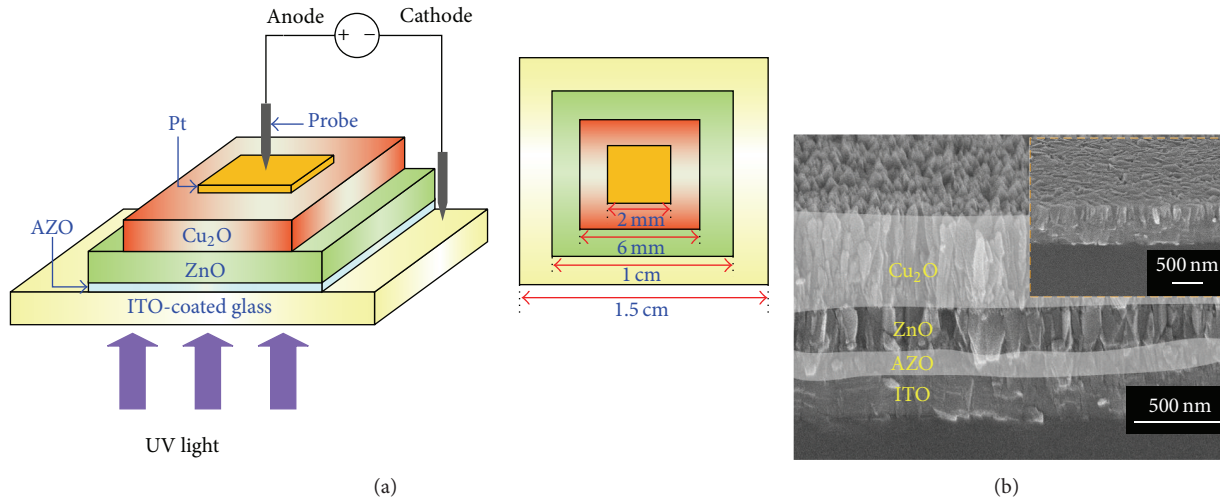 Anode
Cathode
+ −
Pt
Probe
AZO
Cu₂O
ZnO
ITO-coated glass
UV light
2 mm
6 mm
1 cm
1.5 cm
(a)
Cu₂O
ZnO
AZO
ITO
500 nm
500 nm
(b)